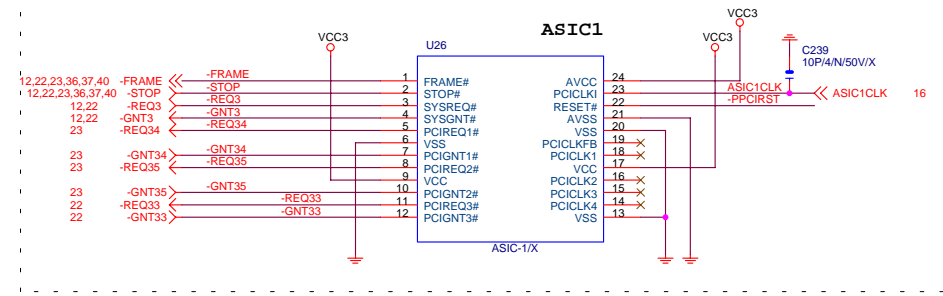 ASIC1
VCC3
VCC3
VCC3
U26
C239
10P/4/N/50V/X
12,22,23,36,37,40 -FRAME -FRAME 1 FRAME# AVCC 24
12,22,23,36,37,40 -STOP -STOP 2 STOP# PCICLKI 23 ASIC1CLK ASIC1CLK 16
12,22 -REQ3 -REQ3 3 SYSREQ# RESET# 22 -PPCIRST
12,22 -GNT3 -GNT3 4 SYSGNT# AVSS 21
23 -REQ34 -REQ34 5 PCIREQ1# VSS 20
6 VSS PCICLKFB 19
23 -GNT34 -GNT34 7 PCIGNT1# PCICLK1 18
23 -REQ35 -REQ35 8 PCIREQ2# VCC 17
9 VCC PCICLK2 16
23 -GNT35 -GNT35 10 PCIGNT2# PCICLK3 15
22 -REQ33 -REQ33 11 PCIREQ3# PCICLK4 14
22 -GNT33 -GNT33 12 PCIGNT3# VSS 13
ASIC-1/X